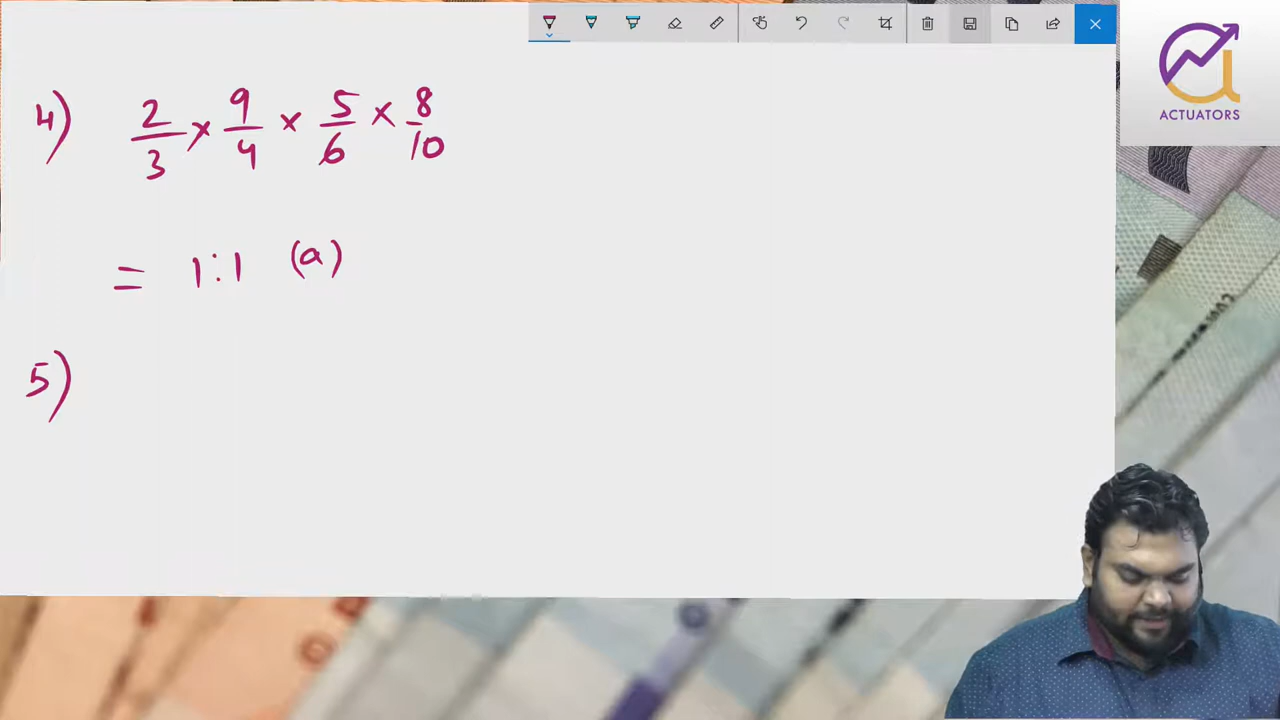 ACTUATORS
4) 2/3 × 9/4 × 5/6 × 8/10
= 1:1 (a)
5)